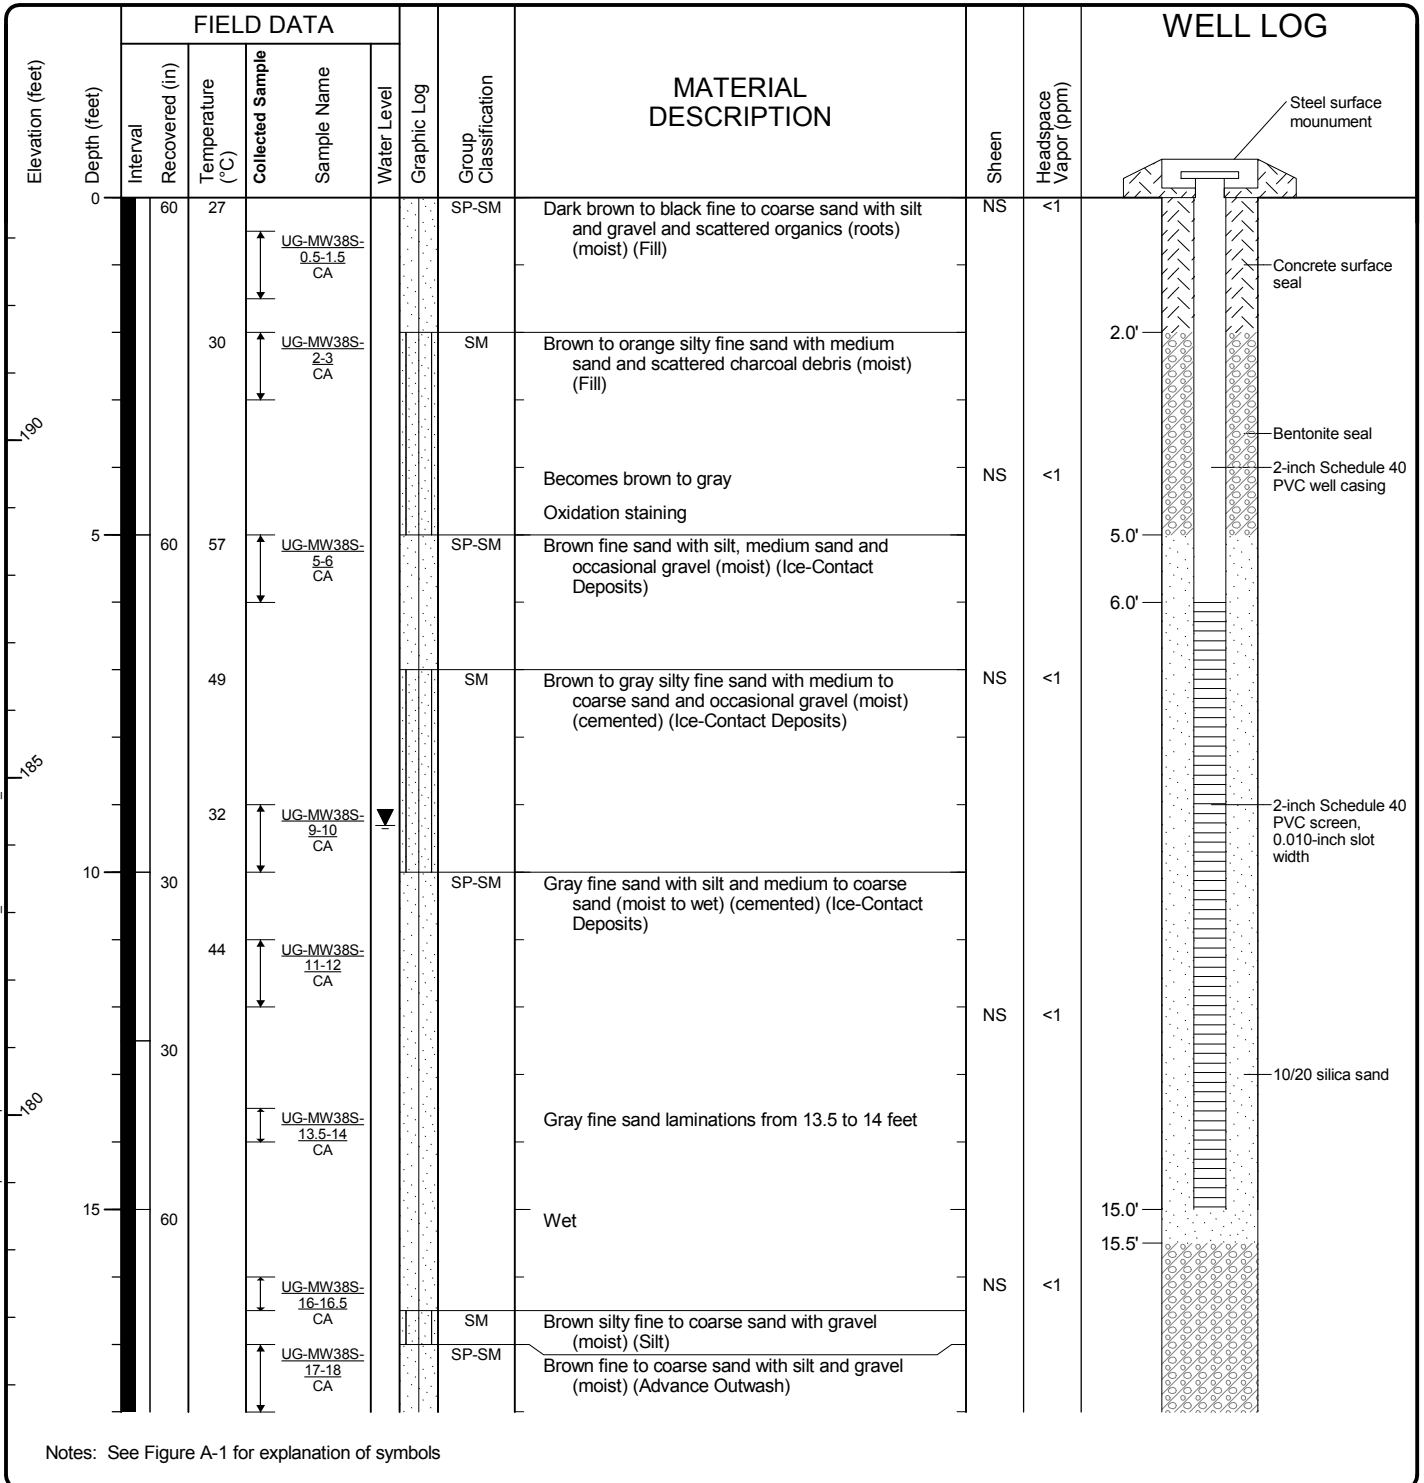 FIELD DATA
WELL LOG
Elevation (feet)
Depth (feet)
Interval
Recovered (in)
Temperature
(°C)
Collected Sample
Sample Name
Water Level
Graphic Log
Group
Classification
MATERIAL
DESCRIPTION
Sheen
Headspace
Vapor (ppm)
Steel surface
mounument
0
60
27
SP-SM
Dark brown to black fine to coarse sand with silt
and gravel and scattered organics (roots)
(moist) (Fill)
NS
<1
UG-MW38S-
0.5-1.5
CA
Concrete surface
seal
2.0'
30
UG-MW38S-
2-3
CA
SM
Brown to orange silty fine sand with medium
sand and scattered charcoal debris (moist)
(Fill)
190
Bentonite seal
Becomes brown to gray
NS
<1
2-inch Schedule 40
PVC well casing
Oxidation staining
5
60
57
UG-MW38S-
5-6
CA
SP-SM
Brown fine sand with silt, medium sand and
occasional gravel (moist) (Ice-Contact
Deposits)
5.0'
6.0'
49
SM
Brown to gray silty fine sand with medium to
coarse sand and occasional gravel (moist)
(cemented) (Ice-Contact Deposits)
NS
<1
185
32
UG-MW38S-
9-10
CA
2-inch Schedule 40
PVC screen,
0.010-inch slot
width
10
30
SP-SM
Gray fine sand with silt and medium to coarse
sand (moist to wet) (cemented) (Ice-Contact
Deposits)
44
UG-MW38S-
11-12
CA
NS
<1
30
10/20 silica sand
180
UG-MW38S-
13.5-14
CA
Gray fine sand laminations from 13.5 to 14 feet
15
60
Wet
15.0'
15.5'
UG-MW38S-
16-16.5
CA
NS
<1
SM
Brown silty fine to coarse sand with gravel
(moist) (Silt)
UG-MW38S-
17-18
CA
SP-SM
Brown fine to coarse sand with silt and gravel
(moist) (Advance Outwash)
Notes: See Figure A-1 for explanation of symbols